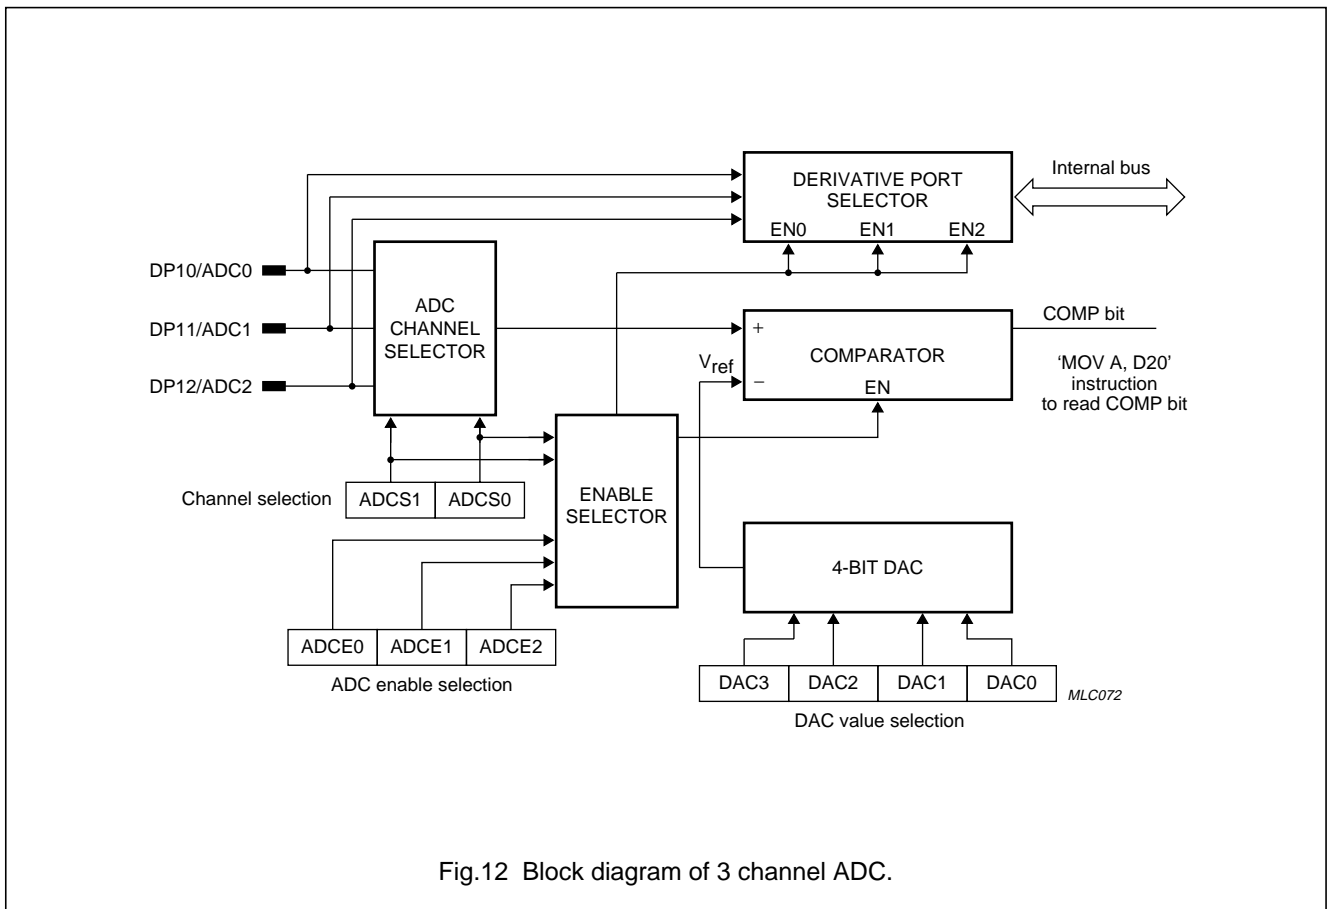 DERIVATIVE PORT
SELECTOR
EN0 EN1 EN2
Internal bus
DP10/ADC0
DP11/ADC1
DP12/ADC2
ADC
CHANNEL
SELECTOR
+
Vref
−
COMPARATOR
EN
COMP bit
‘MOV A, D20’
instruction
to read COMP bit
Channel selection
ADCS1 ADCS0
ENABLE
SELECTOR
4-BIT DAC
ADCE0 ADCE1 ADCE2
ADC enable selection
DAC3 DAC2 DAC1 DAC0
MLC072
DAC value selection
Fig.12 Block diagram of 3 channel ADC.